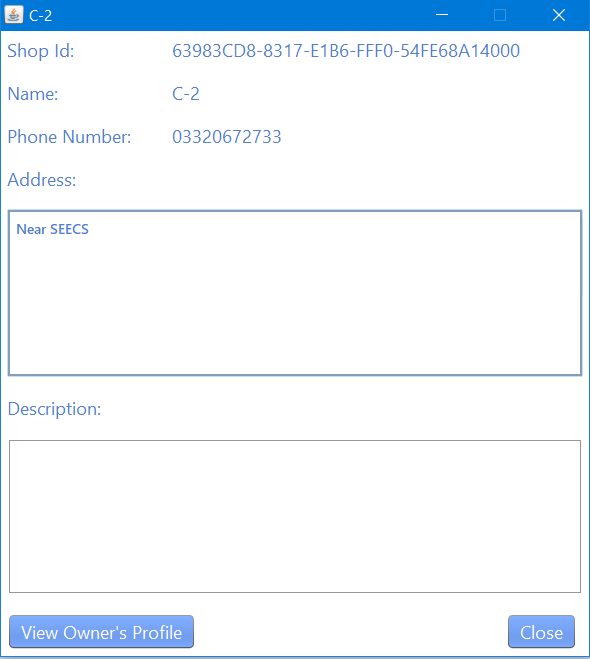 C-2
Shop Id: 63983CD8-8317-E1B6-FFF0-54FE68A14000
Name: C-2
Phone Number: 03320672733
Address:
Near SEECS
Description:
View Owner's Profile Close